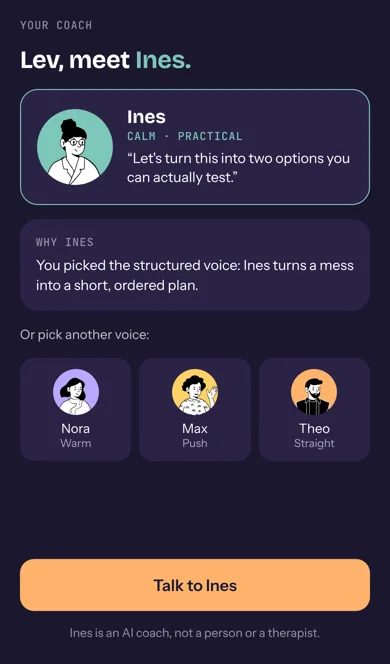 YOUR COACH
Lev, meet Ines.
Ines
CALM · PRACTICAL
“Let's turn this into two options you
can actually test.”
WHY INES
You picked the structured voice: Ines turns a mess
into a short, ordered plan.
Or pick another voice:
Nora
Warm
Max
Push
Theo
Straight
Talk to Ines
Ines is an AI coach, not a person or a therapist.